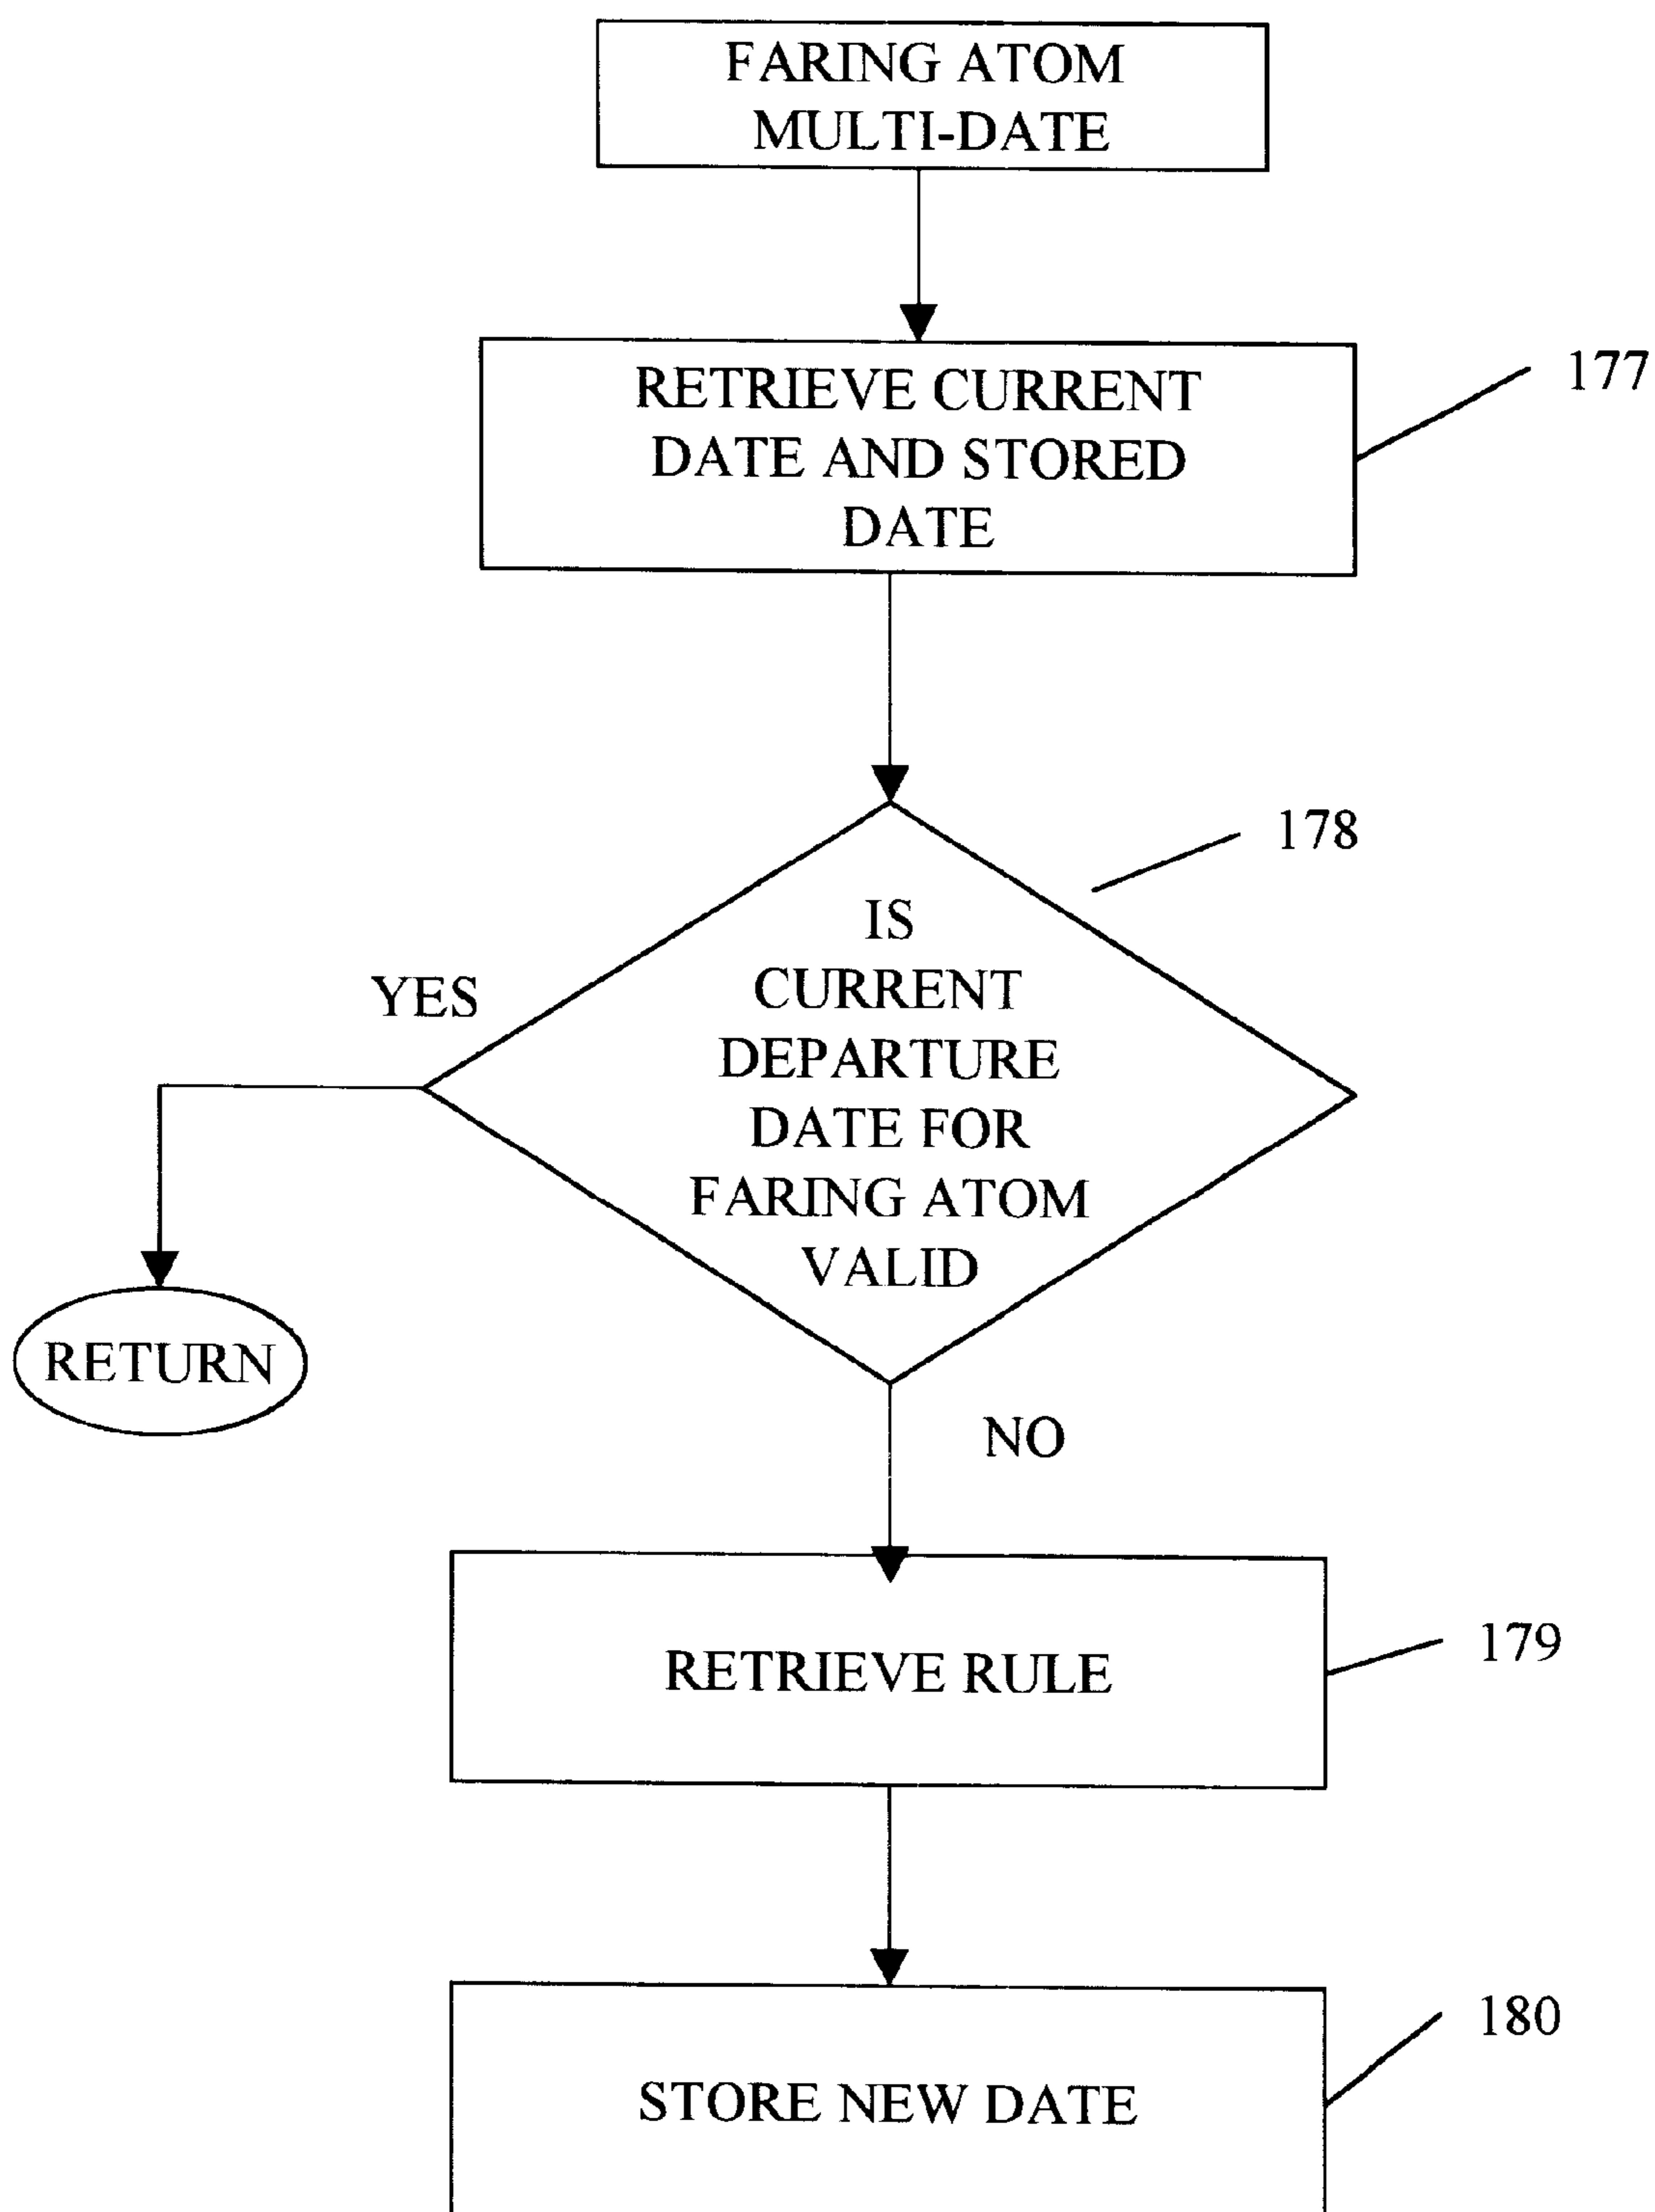 FARING ATOM
MULTI-DATE
RETRIEVE CURRENT
DATE AND STORED
DATE
177
178
IS
CURRENT
DEPARTURE
DATE FOR
FARING ATOM
VALID
YES
RETURN
NO
RETRIEVE RULE
179
STORE NEW DATE
180